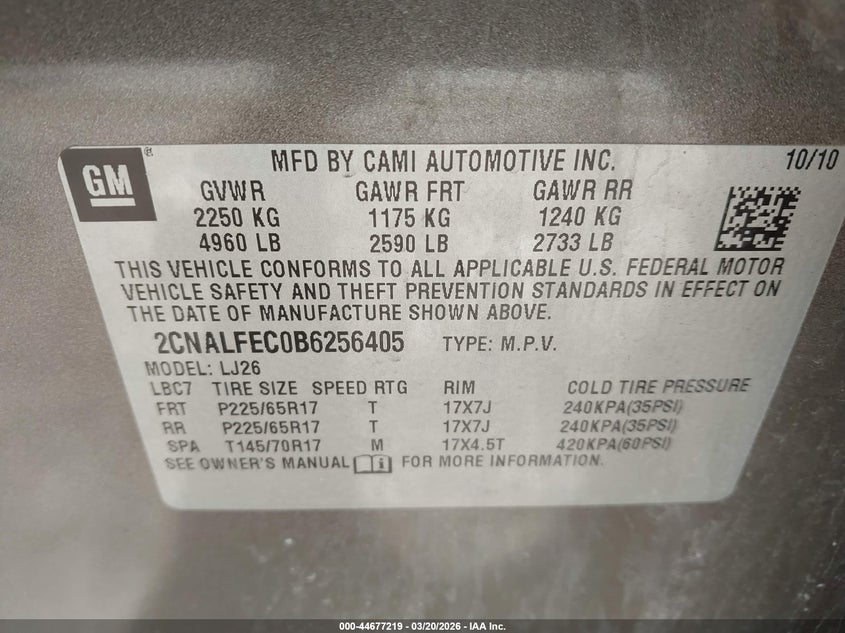 GM
®
MFD BY CAMI AUTOMOTIVE INC. 10/10
GVWR GAWR FRT GAWR RR
2250 KG 1175 KG 1240 KG
4960 LB 2590 LB 2733 LB
THIS VEHICLE CONFORMS TO ALL APPLICABLE U.S. FEDERAL MOTOR
VEHICLE SAFETY AND THEFT PREVENTION STANDARDS IN EFFECT ON
THE DATE OF MANUFACTURE SHOWN ABOVE.
2CNALFEC0B6256405 TYPE: M.P.V.
MODEL: LJ26
LBC7 TIRE SIZE SPEED RTG RIM COLD TIRE PRESSURE
FRT P225/65R17 T 17X7J 240KPA(35PSI)
RR P225/65R17 T 17X7J 240KPA(35PSI)
SPA T145/70R17 M 17X4.5T 420KPA(60PSI)
SEE OWNER'S MANUAL FOR MORE INFORMATION.
000-44677219 - 03/20/2026 - IAA Inc.